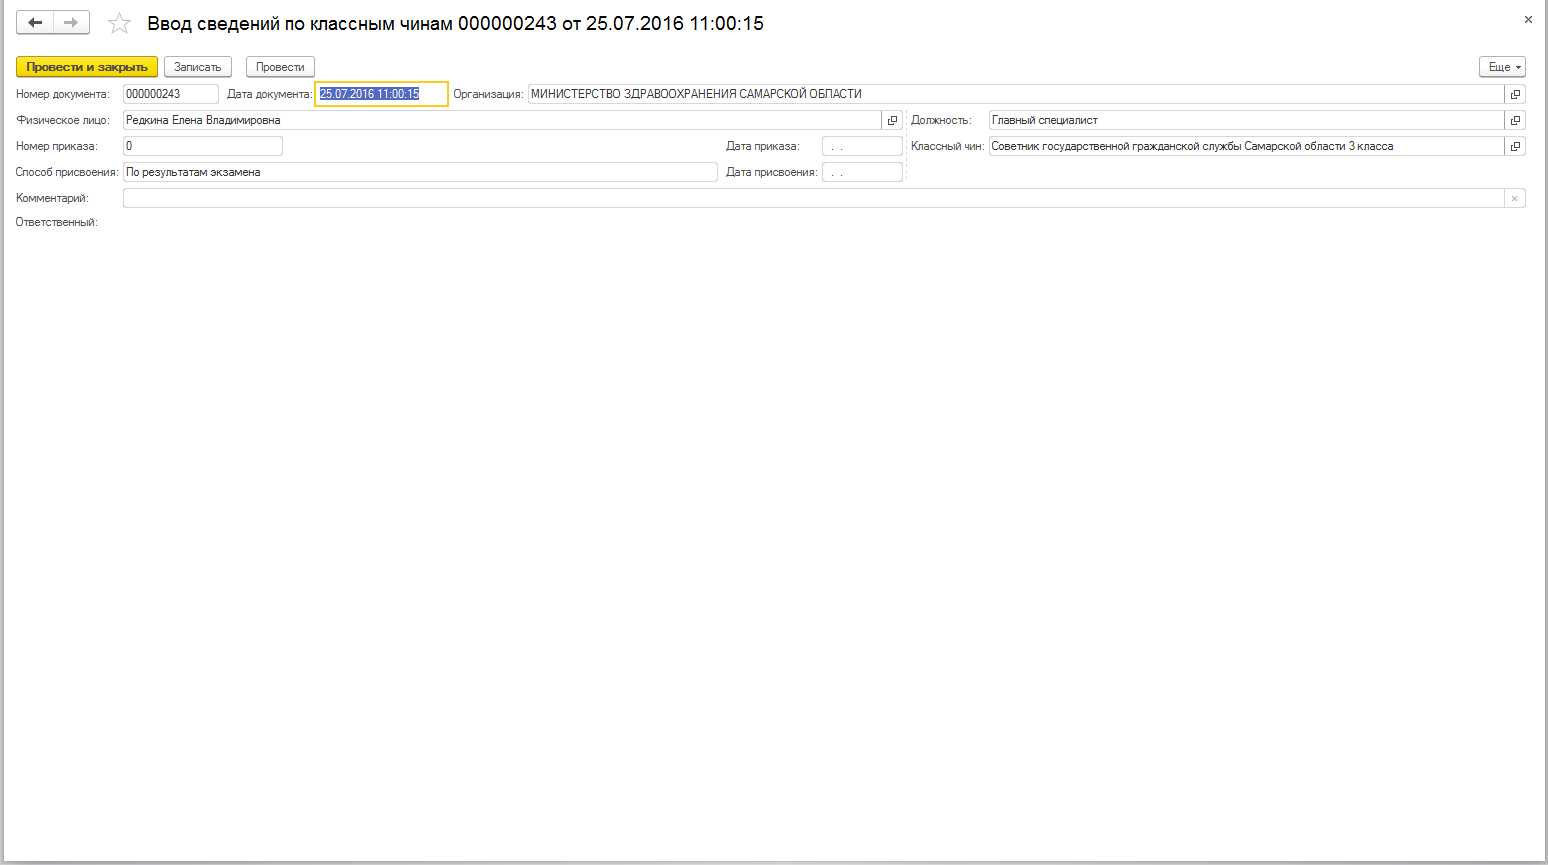 Ввод сведений по классным чинам 000000243 от 25.07.2016 11:00:15
Провести и закрыть Записать Провести Еще
Номер документа: 000000243 Дата документа: 25.07.2016 11:00:15 Организация: МИНИСТЕРСТВО ЗДРАВООХРАНЕНИЯ САМАРСКОЙ ОБЛАСТИ
Физическое лицо: Редкина Елена Владимировна Должность: Главный специалист
Номер приказа: 0 Дата приказа: . . Классный чин: Советник государственной гражданской службы Самарской области 3 класса
Способ присвоения: По результатам экзамена Дата присвоения: . .
Комментарий:
Ответственный: